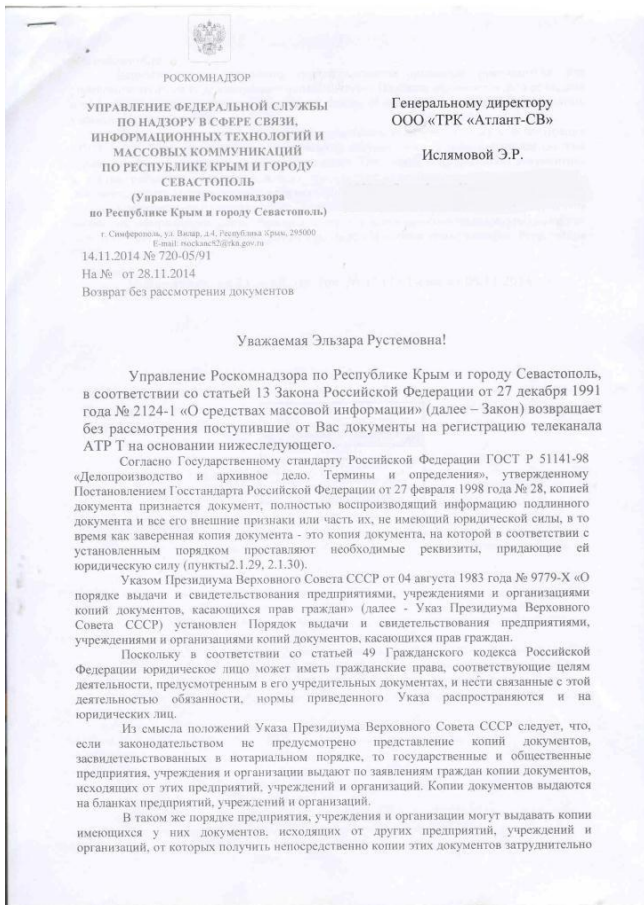 РОСКОМНАДЗОР
УПРАВЛЕНИЕ ФЕДЕРАЛЬНОЙ СЛУЖБЫ
ПО НАДЗОРУ В СФЕРЕ СВЯЗИ,
ИНФОРМАЦИОННЫХ ТЕХНОЛОГИЙ И
МАССОВЫХ КОММУНИКАЦИЙ
ПО РЕСПУБЛИКЕ КРЫМ И ГОРОДУ
СЕВАСТОПОЛЬ
(Управление Роскомнадзора
по Республике Крым и городу Севастополь)
г. Симферополь, ул. Вилар, д.4, Республика Крым, 295000
E-mail: rsockanc82@rkn.gov.ru
14.11.2014 № 720-05/91
На № от 28.11.2014
Возврат без рассмотрения документов
Генеральному директору
ООО «ТРК «Атлант-СВ»
Ислямовой Э.Р.
Уважаемая Эльзара Рустемовна!
Управление Роскомнадзора по Республике Крым и городу Севастополь,
в соответствии со статьей 13 Закона Российской Федерации от 27 декабря 1991
года № 2124-1 «О средствах массовой информации» (далее – Закон) возвращает
без рассмотрения поступившие от Вас документы на регистрацию телеканала
АТР Т на основании нижеследующего.
Согласно Государственному стандарту Российской Федерации ГОСТ Р 51141-98
«Делопроизводство и архивное дело. Термины и определения», утвержденному
Постановлением Госстандарта Российской Федерации от 27 февраля 1998 года № 28, копией
документа признается документ, полностью воспроизводящий информацию подлинного
документа и все его внешние признаки или часть их, не имеющий юридической силы, в то
время как заверенная копия документа - это копия документа, на которой в соответствии с
установленным порядком проставляют необходимые реквизиты, придающие ей
юридическую силу (пункты2.1.29, 2.1.30).
Указом Президиума Верховного Совета СССР от 04 августа 1983 года № 9779-X «О
порядке выдачи и свидетельствования предприятиями, учреждениями и организациями
копий документов, касающихся прав граждан» (далее - Указ Президиума Верховного
Совета СССР) установлен Порядок выдачи и свидетельствования предприятиями,
учреждениями и организациями копий документов, касающихся прав граждан.
Поскольку в соответствии со статьей 49 Гражданского кодекса Российской
Федерации юридическое лицо может иметь гражданские права, соответствующие целям
деятельности, предусмотренным в его учредительных документах, и нести связанные с этой
деятельностью обязанности, нормы приведенного Указа распространяются и на
юридических лиц.
Из смысла положений Указа Президиума Верховного Совета СССР следует, что,
если законодательством не предусмотрено представление копий документов,
засвидетельствованных в нотариальном порядке, то государственные и общественные
предприятия, учреждения и организации выдают по заявлениям граждан копии документов,
исходящих от этих предприятий, учреждений и организаций. Копии документов выдаются
на бланках предприятий, учреждений и организаций.
В таком же порядке предприятия, учреждения и организации могут выдавать копии
имеющихся у них документов, исходящих от других предприятий, учреждений и
организаций, от которых получить непосредственно копии этих документов затруднительно